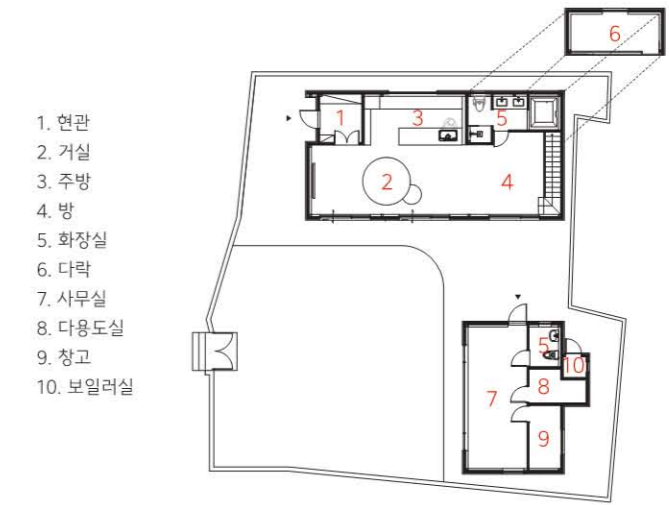 1. 현관
2. 거실
3. 주방
4. 방
5. 화장실
6. 다락
7. 사무실
8. 다용도실
9. 창고
10. 보일러실
6
1
3
5
2
4
5
10
8
7
9